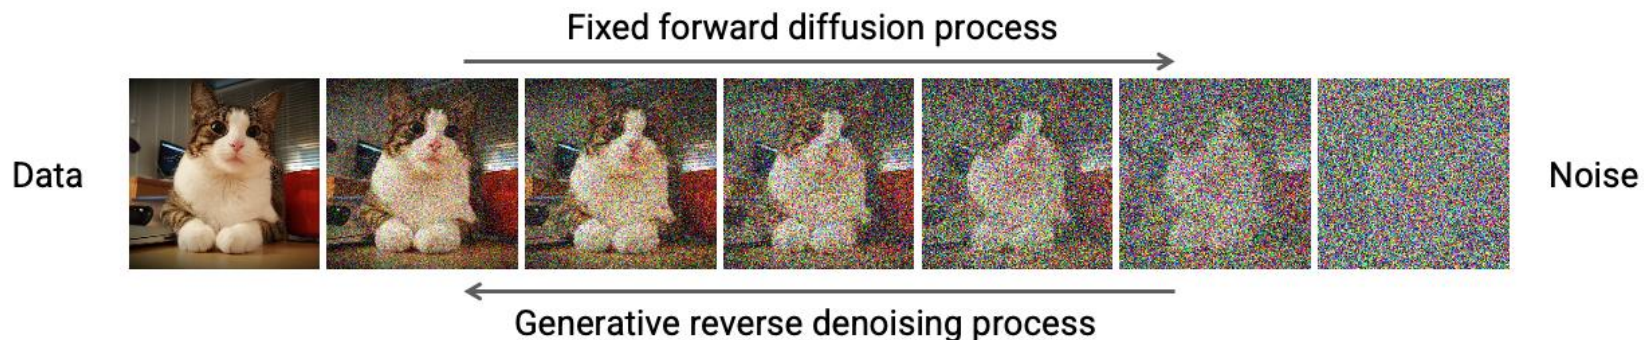 Fixed forward diffusion process
Data
Noise
Generative reverse denoising process